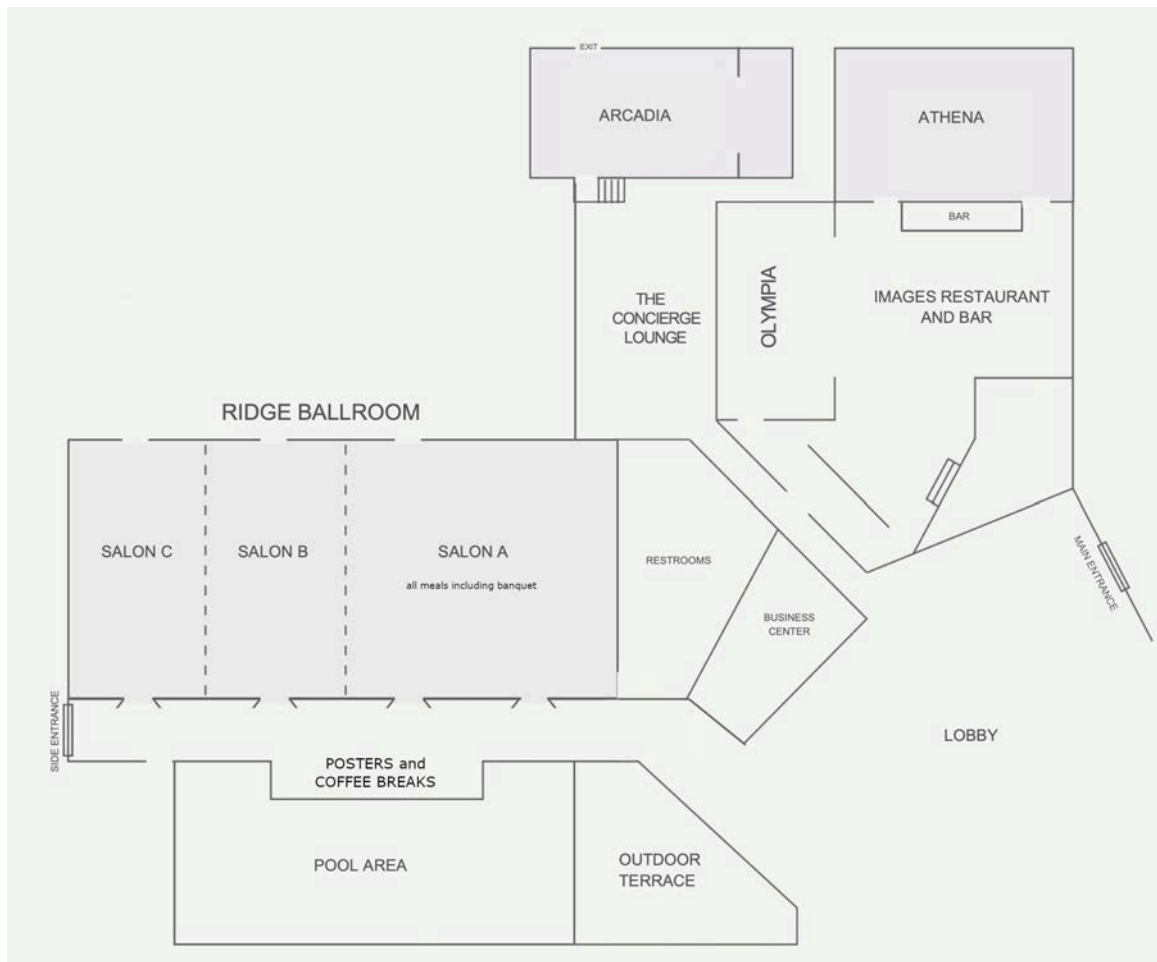 EXIT
ARCADIA
ATHENA
BAR
THE
CONCIERGE
LOUNGE
OLYMPIA
IMAGES RESTAURANT
AND BAR
RIDGE BALLROOM
SALON C
SALON B
SALON A
all meals including banquet
RESTROOMS
BUSINESS
CENTER
MAIN ENTRANCE
SIDE ENTRANCE
LOBBY
POSTERS and
COFFEE BREAKS
POOL AREA
OUTDOOR
TERRACE